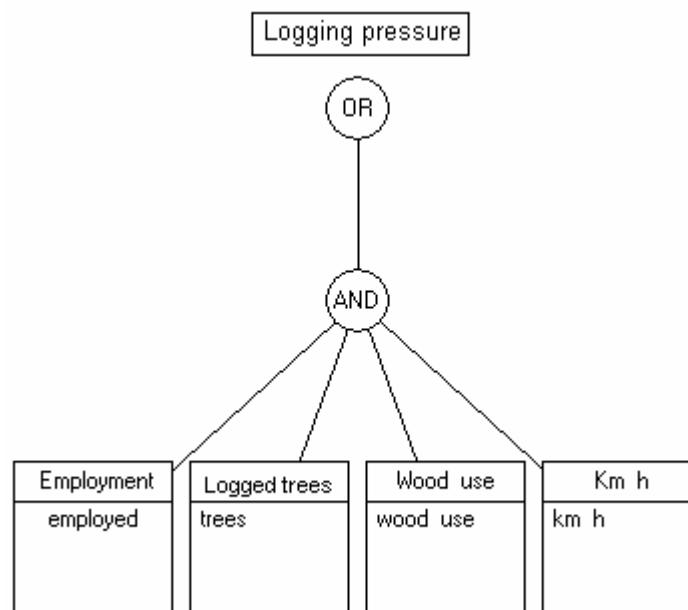 Logging pressure
OR
AND
Employment
employed
Logged trees
trees
Wood use
wood use
Km h
km h